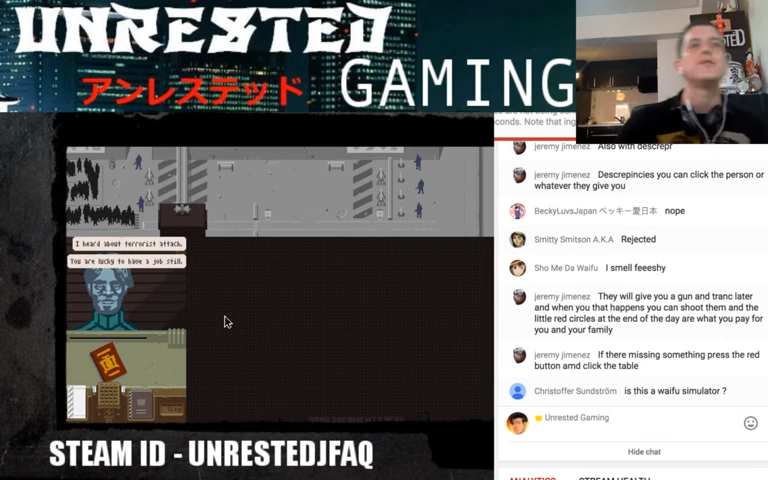 UNRESTED
アンレステッド GAMING
conds. Note that ing
jeremy jimenez Also with descrepr
jeremy jimenez Descrepincies you can click the person or
whatever they give you
BeckyLuvsJapan ベッキー愛日本 nope
Smitty Smitson A.K.A Rejected
Sho Me Da Waifu I smell feeeshy
jeremy jimenez They will give you a gun and tranc later
and when you that happens you can shoot them and the
little red circles at the end of the day are what you pay for
you and your family
jeremy jimenez If there missing something press the red
button amd click the table
Christoffer Sundström is this a waifu simulator ?
Unrested Gaming
Hide chat
ANALYTICS STREAM HEALTH
I heard about terrorist attack.
You are lucky to have a job still.
STEAM ID - UNRESTEDJFAQ